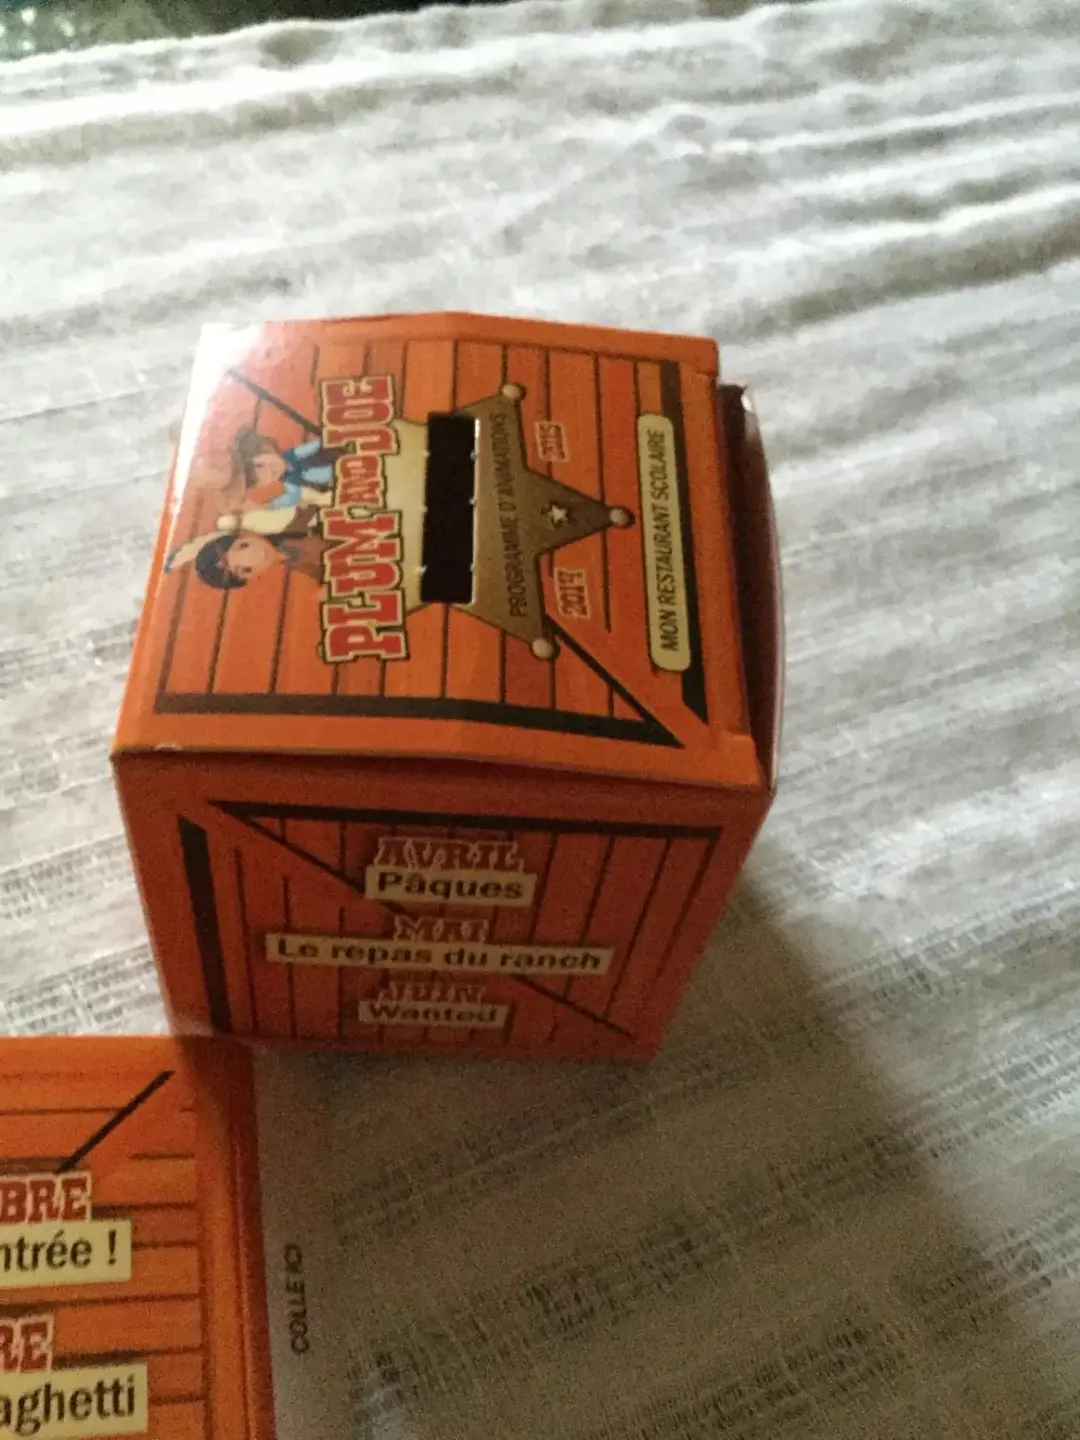 PLUM' AND JOE
PROGRAMME D'ANIMATIONS
2014
2015
MON RESTAURANT SCOLAIRE
AVRIL
Pâques
MAI
Le repas du ranch
JUIN
Wanted
BRE
ntrée !
RE
aghetti
COLLE ICI